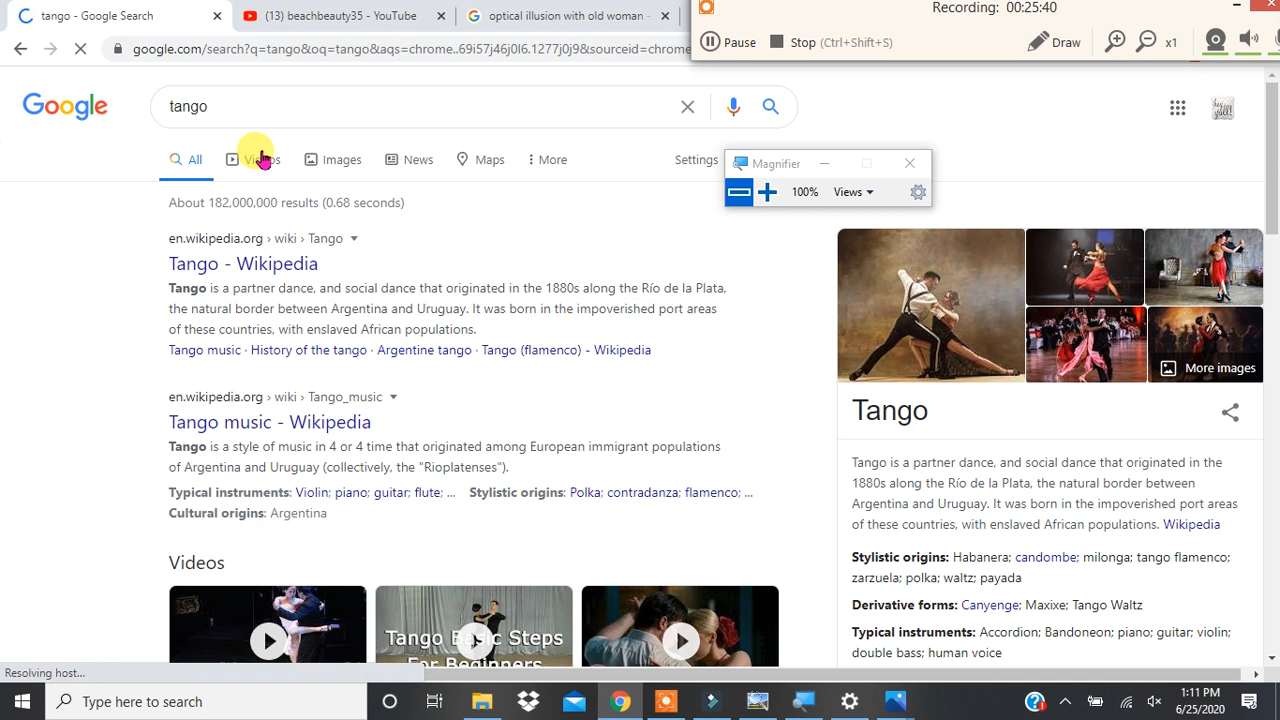 tango - Google Search
(13) beachbeauty35 - YouTube
optical illusion with old woman -
Recording: 00:25:40
google.com/search?q=tango&oq=tango&aqs=chrome..69i57j46j0l6.1277j0j9&sourceid=chrome
Pause
Stop (Ctrl+Shift+S)
Draw
x1
Google
tango
hey y'all!
All
Videos
Images
News
Maps
More
Settings
Magnifier
100%
Views
About 182,000,000 results (0.68 seconds)
en.wikipedia.org › wiki › Tango
Tango - Wikipedia
Tango is a partner dance, and social dance that originated in the 1880s along the Río de la Plata,
the natural border between Argentina and Uruguay. It was born in the impoverished port areas
of these countries, with enslaved African populations.
Tango music · History of the tango · Argentine tango · Tango (flamenco) - Wikipedia
en.wikipedia.org › wiki › Tango_music
Tango music - Wikipedia
Tango is a style of music in 4 or 4 time that originated among European immigrant populations
of Argentina and Uruguay (collectively, the "Rioplatenses").
Typical instruments: Violin; piano; guitar; flute; ...
Stylistic origins: Polka; contradanza; flamenco; ...
Cultural origins: Argentina
Videos
Tango Basic Steps
For Beginners
More images
Tango
Tango is a partner dance, and social dance that originated in the
1880s along the Río de la Plata, the natural border between
Argentina and Uruguay. It was born in the impoverished port areas
of these countries, with enslaved African populations. Wikipedia
Stylistic origins: Habanera; candombe; milonga; tango flamenco;
zarzuela; polka; waltz; payada
Derivative forms: Canyenge; Maxixe; Tango Waltz
Typical instruments: Accordion; Bandoneon; piano; guitar; violin;
double bass; human voice
Resolving host...
Type here to search
1:11 PM
6/25/2020